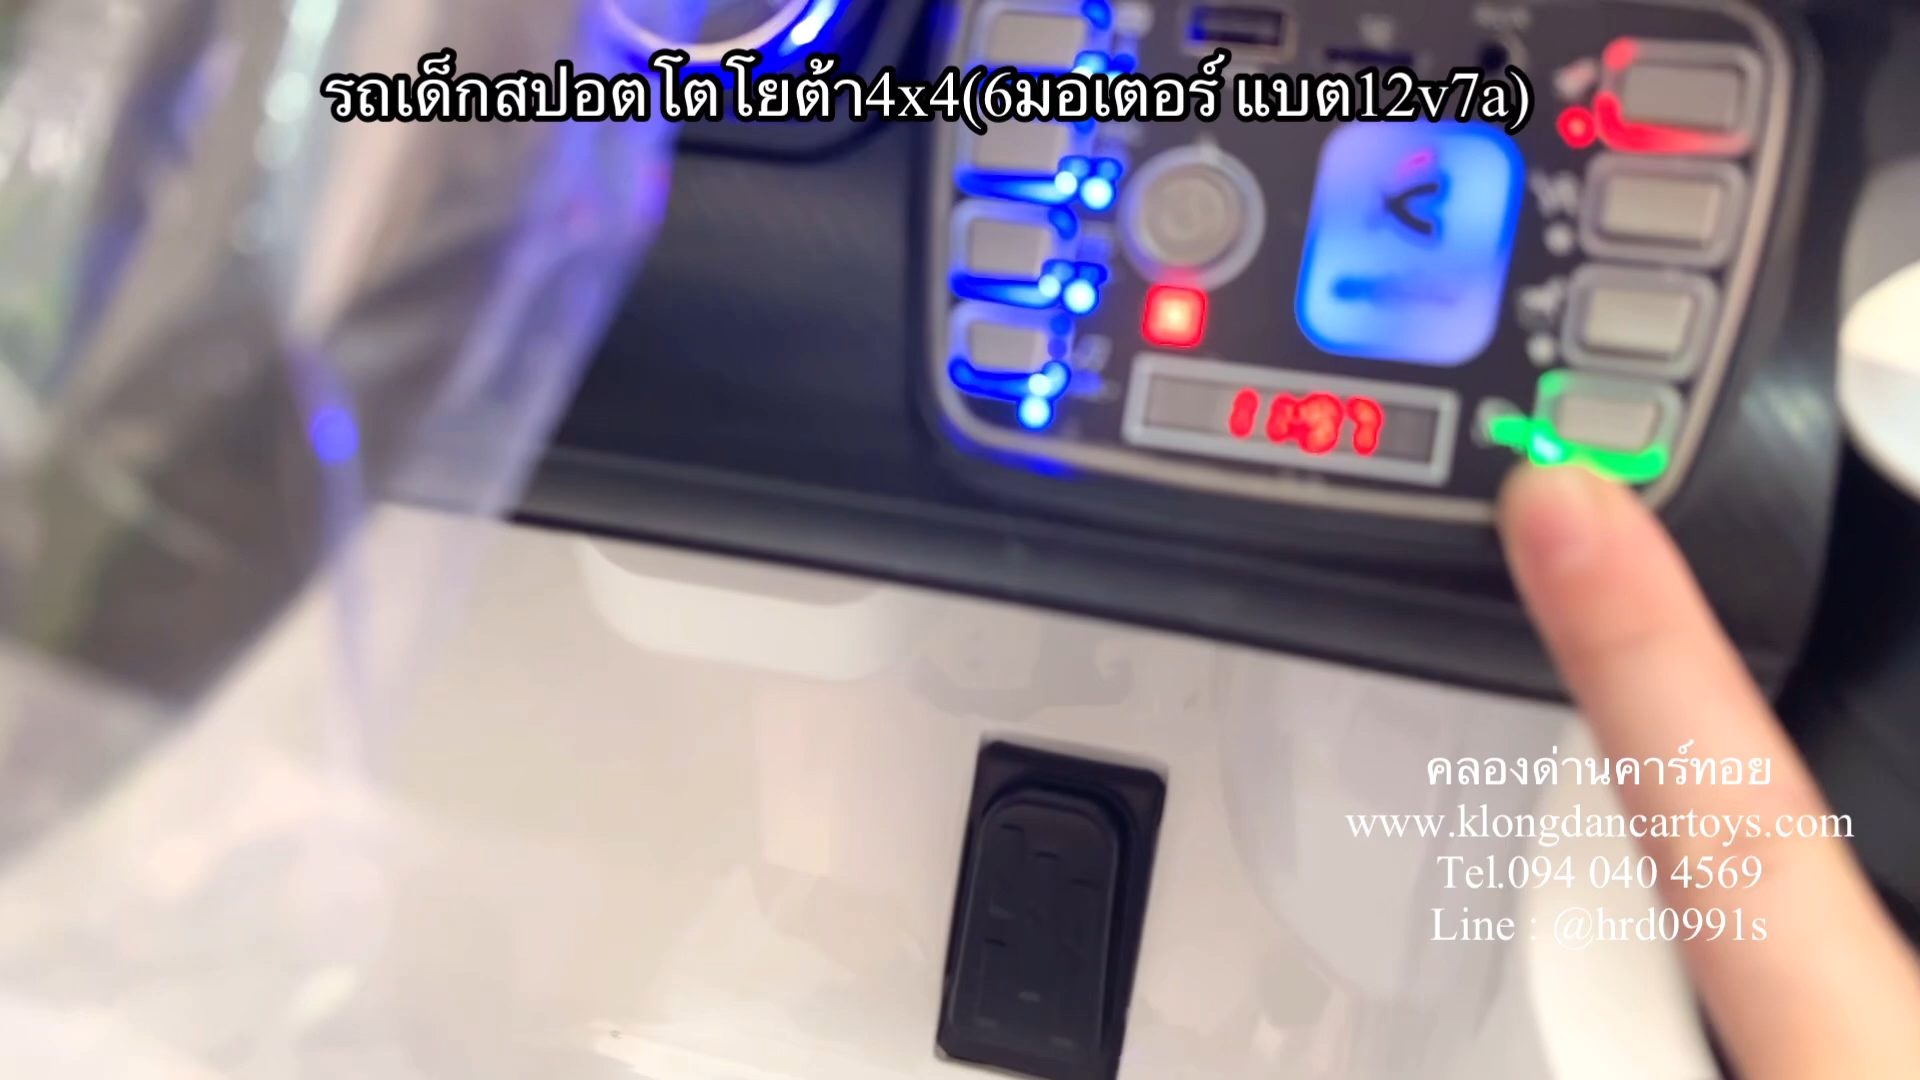 รถเด็กสปอตโตโยต้า4x4(6มอเตอร์ แบต12v7a)
คลองด่านคาร์ทอย
www.klongdancartoys.com
Tel.094 040 4569
Line : @hrd0991s